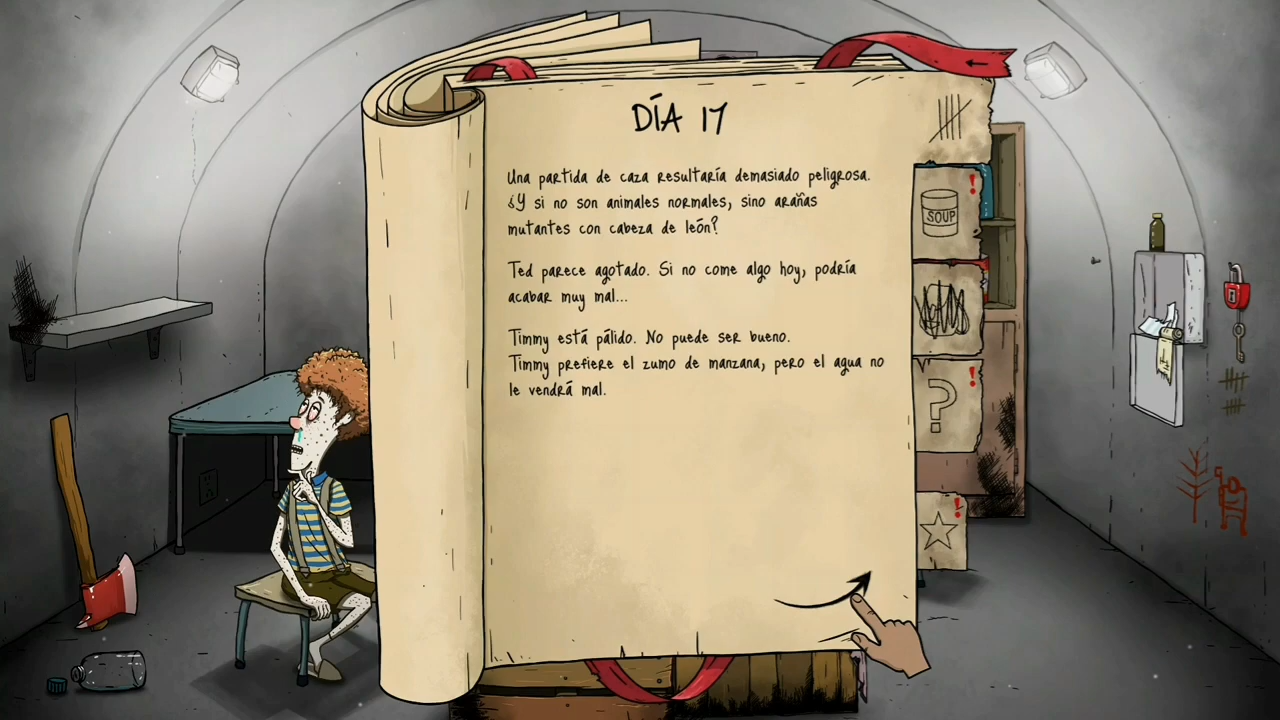 DÍA 17
Una partida de caza resultaría demasiado peligrosa.
¿Y si no son animales normales, sino arañas
mutantes con cabeza de león?
Ted parece agotado. Si no come algo hoy, podría
acabar muy mal...
Timmy está pálido. No puede ser bueno.
Timmy prefiere el zumo de manzana, pero el agua no
le vendrá mal.
!
SOUP
?
!
!